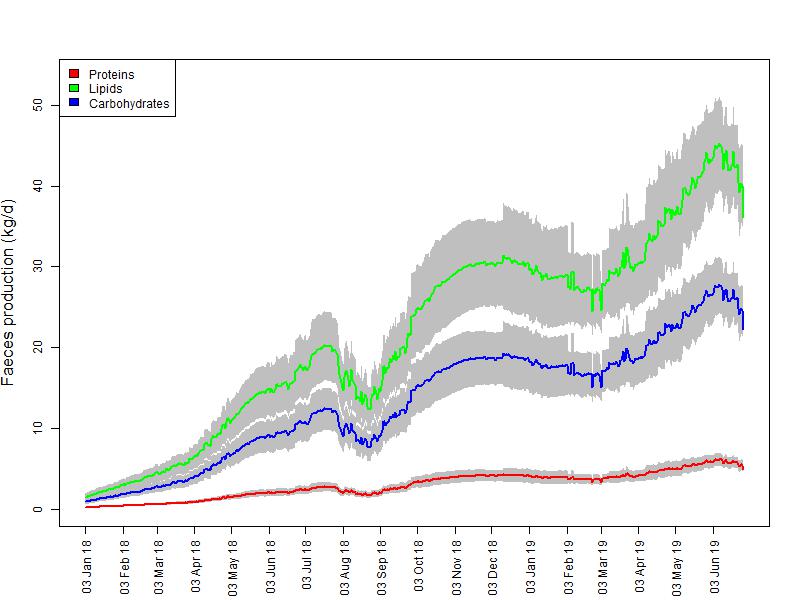 Proteins
Lipids
Carbohydrates
Faeces production (kg/d)
50
40
30
20
10
0
03 Jan 18
03 Feb 18
03 Mar 18
03 Apr 18
03 May 18
03 Jun 18
03 Jul 18
03 Aug 18
03 Sep 18
03 Oct 18
03 Nov 18
03 Dec 18
03 Jan 19
03 Feb 19
03 Mar 19
03 Apr 19
03 May 19
03 Jun 19